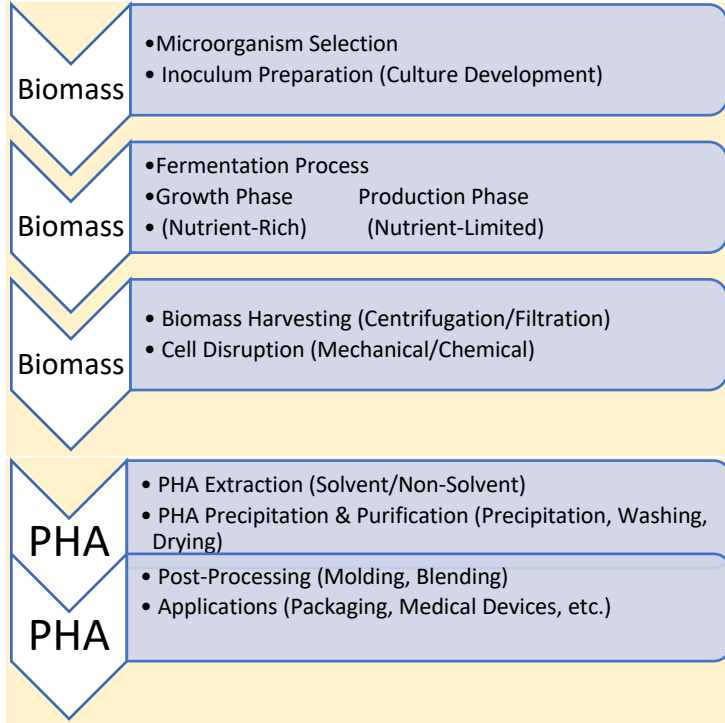 Biomass
•Microorganism Selection
• Inoculum Preparation (Culture Development)
Biomass
•Fermentation Process
•Growth Phase Production Phase
• (Nutrient-Rich) (Nutrient-Limited)
Biomass
• Biomass Harvesting (Centrifugation/Filtration)
• Cell Disruption (Mechanical/Chemical)
PHA
• PHA Extraction (Solvent/Non-Solvent)
• PHA Precipitation & Purification (Precipitation, Washing,
Drying)
PHA
• Post-Processing (Molding, Blending)
• Applications (Packaging, Medical Devices, etc.)